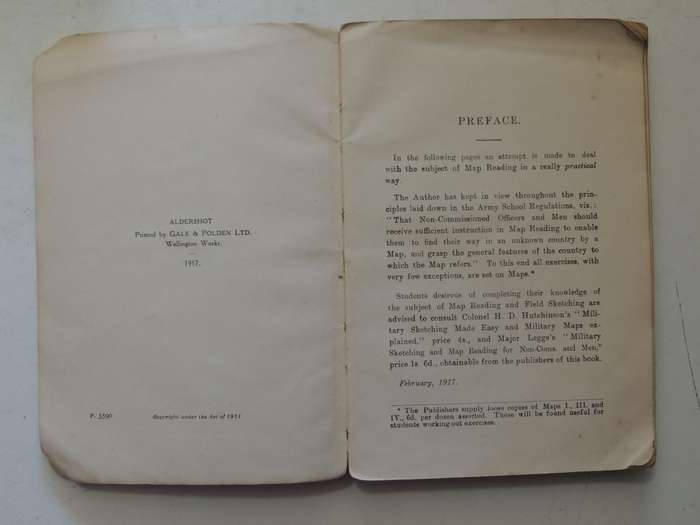 ALDERSHOT
Printed by GALE & POLDEN LTD.
Wellington Works.
1917.
P. 3590
Copyright under the Act of 1911
PREFACE.
In the following pages an attempt is made to deal
with the subject of Map Reading in a really practical
way.
The Author has kept in view throughout the prin-
ciples laid down in the Army School Regulations, viz.:
"That Non-Commissioned Officers and Men should
receive sufficient instruction in Map Reading to enable
them to find their way in an unknown country by a
Map, and grasp the general features of the country to
which the Map refers." To this end all exercises, with
very few exceptions, are set on Maps.*
Students desirous of completing their knowledge of
the subject of Map Reading and Field Sketching are
advised to consult Colonel H. D. Hutchinson's "Mili-
tary Sketching Made Easy and Military Maps ex-
plained," price 4s., and Major Legge's "Military
Sketching and Map Reading for Non-Coms. and Men,"
price 1s. 6d., obtainable from the publishers of this book.
February, 1917.
* The Publishers supply loose copies of Maps I., III. and
IV., 6d. per dozen assorted. These will be found useful for
students working out exercises.